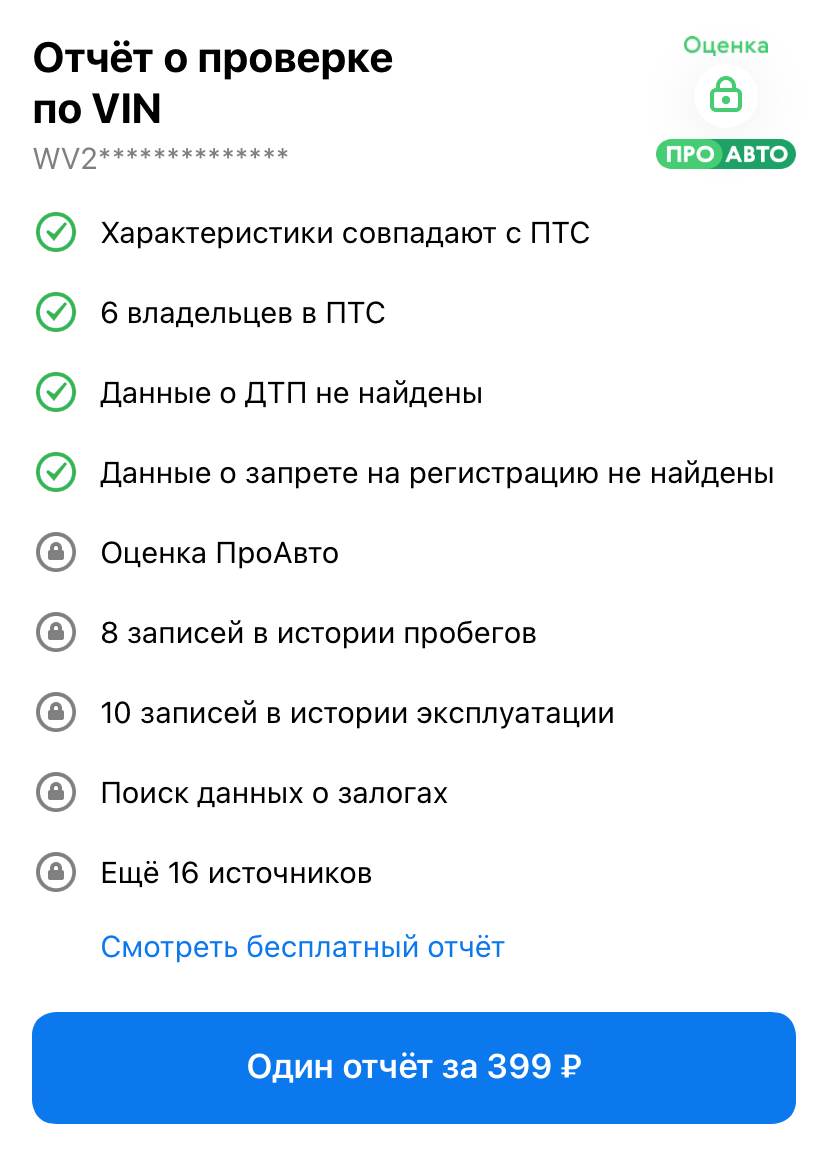 Отчёт о проверке
по VIN
WV2**************
Оценка
ПРО АВТО
Характеристики совпадают с ПТС
6 владельцев в ПТС
Данные о ДТП не найдены
Данные о запрете на регистрацию не найдены
Оценка ПроАвто
8 записей в истории пробегов
10 записей в истории эксплуатации
Поиск данных о залогах
Ещё 16 источников
Смотреть бесплатный отчёт
Один отчёт за 399 ₽